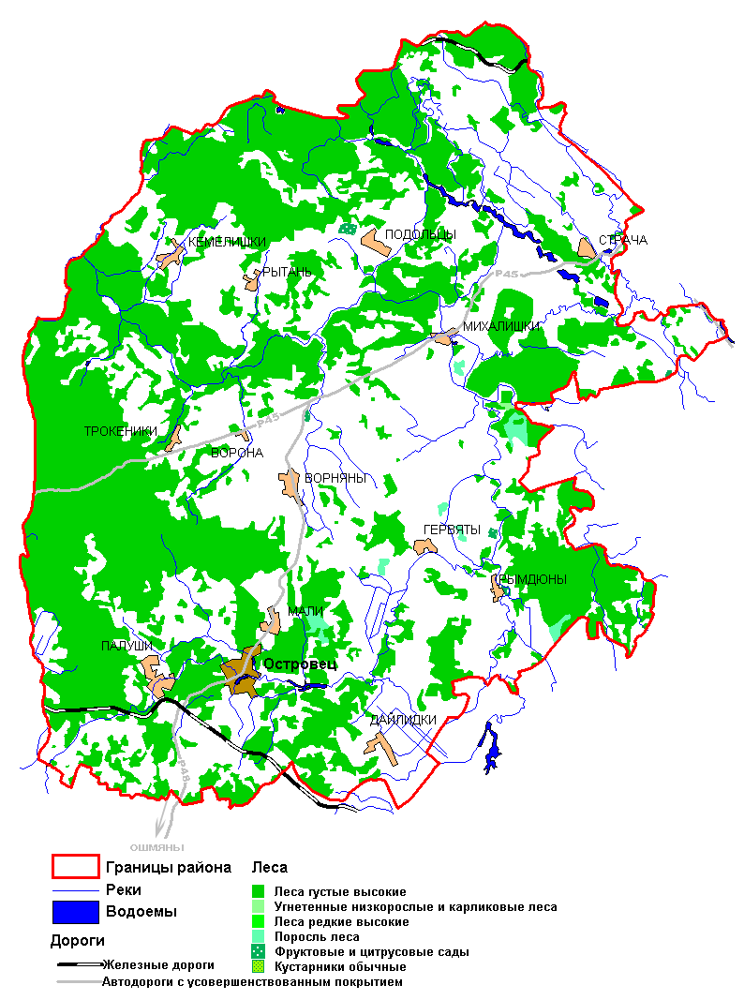 КЕМЕЛИШКИ
ПОДОЛЬЦЫ
СТРАЧА
РЫТАНЬ
Р45
МИХАЛИШКИ
ТРОКЕНИКИ
Р45
ВОРОНА
ВОРНЯНЫ
ГЕРВЯТЫ
РЫМДЮНЫ
МАЛИ
ПАЛУШИ
Островец
ДАЙЛИДКИ
Р48
ОШМЯНЫ
Границы района
Реки
Водоемы
Дороги
Железные дороги
Автодороги с усовершенствованным покрытием
Леса
Леса густые высокие
Угнетенные низкорослые и карликовые леса
Леса редкие высокие
Поросль леса
Фруктовые и цитрусовые сады
Кустарники обычные